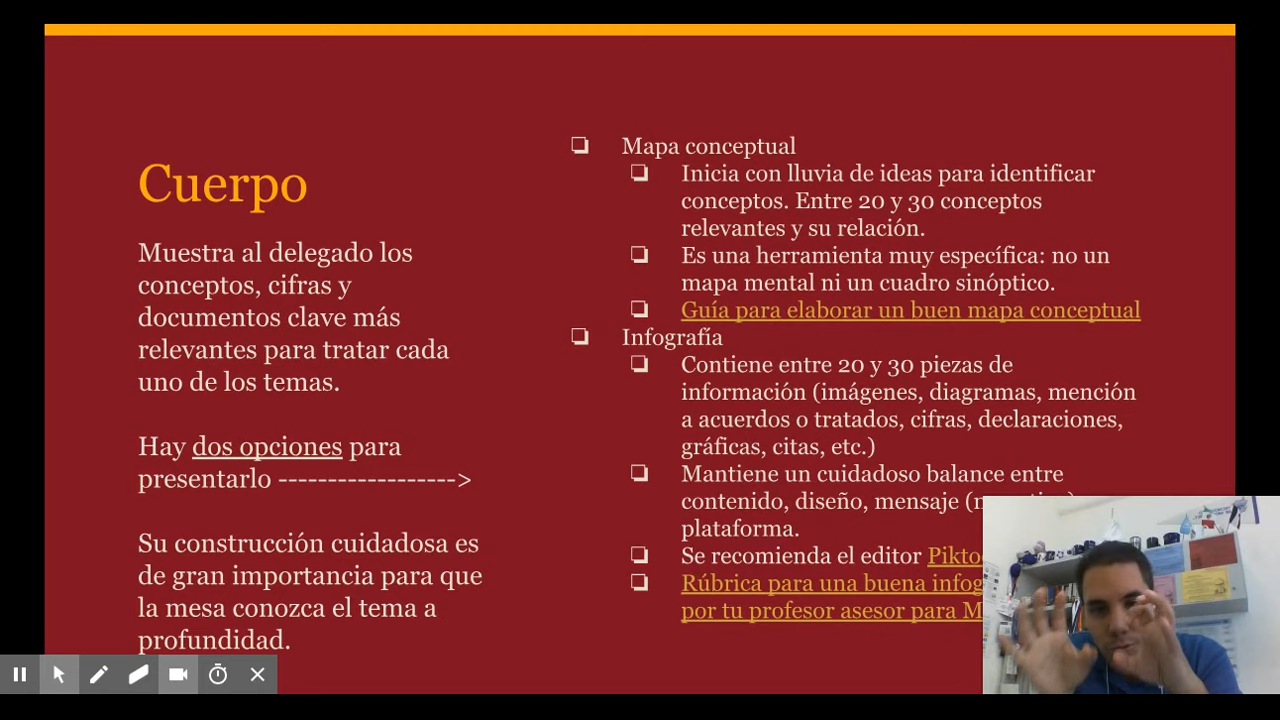 Cuerpo
Muestra al delegado los
conceptos, cifras y
documentos clave más
relevantes para tratar cada
uno de los temas.
Hay dos opciones para
presentarlo ------------------>
Su construcción cuidadosa es
de gran importancia para que
la mesa conozca el tema a
profundidad.
❏ Mapa conceptual
❏ Inicia con lluvia de ideas para identificar
conceptos. Entre 20 y 30 conceptos
relevantes y su relación.
❏ Es una herramienta muy específica: no un
mapa mental ni un cuadro sinóptico.
❏ Guía para elaborar un buen mapa conceptual
❏ Infografía
❏ Contiene entre 20 y 30 piezas de
información (imágenes, diagramas, mención
a acuerdos o tratados, cifras, declaraciones,
gráficas, citas, etc.)
❏ Mantiene un cuidadoso balance entre
contenido, diseño, mensaje
plataforma.
❏ Se recomienda el editor
❏ Rúbrica para una buena
por tu profesor asesor para